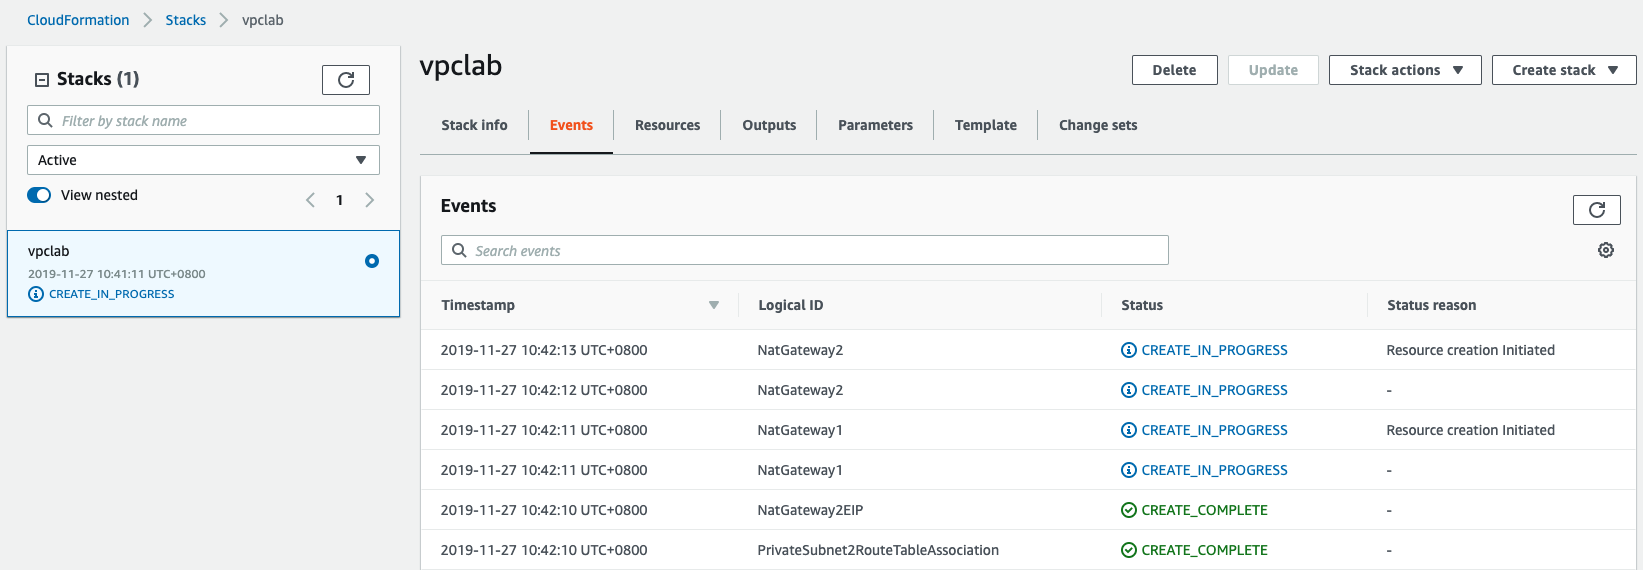 CloudFormation > Stacks > vpclab
Stacks (1)
Filter by stack name
Active
View nested
< 1 >
vpclab
2019-11-27 10:41:11 UTC+0800
CREATE_IN_PROGRESS
vpclab
Delete Update Stack actions Create stack
Stack info Events Resources Outputs Parameters Template Change sets
Events
Search events
Timestamp Logical ID Status Status reason
2019-11-27 10:42:13 UTC+0800 NatGateway2 CREATE_IN_PROGRESS Resource creation Initiated
2019-11-27 10:42:12 UTC+0800 NatGateway2 CREATE_IN_PROGRESS -
2019-11-27 10:42:11 UTC+0800 NatGateway1 CREATE_IN_PROGRESS Resource creation Initiated
2019-11-27 10:42:11 UTC+0800 NatGateway1 CREATE_IN_PROGRESS -
2019-11-27 10:42:10 UTC+0800 NatGateway2EIP CREATE_COMPLETE -
2019-11-27 10:42:10 UTC+0800 PrivateSubnet2RouteTableAssociation CREATE_COMPLETE -